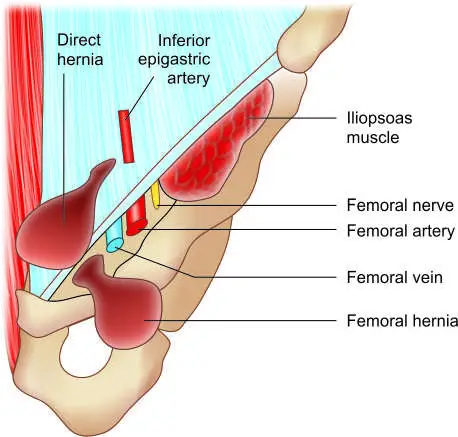 Direct
hernia
Inferior
epigastric
artery
Iliopsoas
muscle
Femoral nerve
Femoral artery
Femoral vein
Femoral hernia